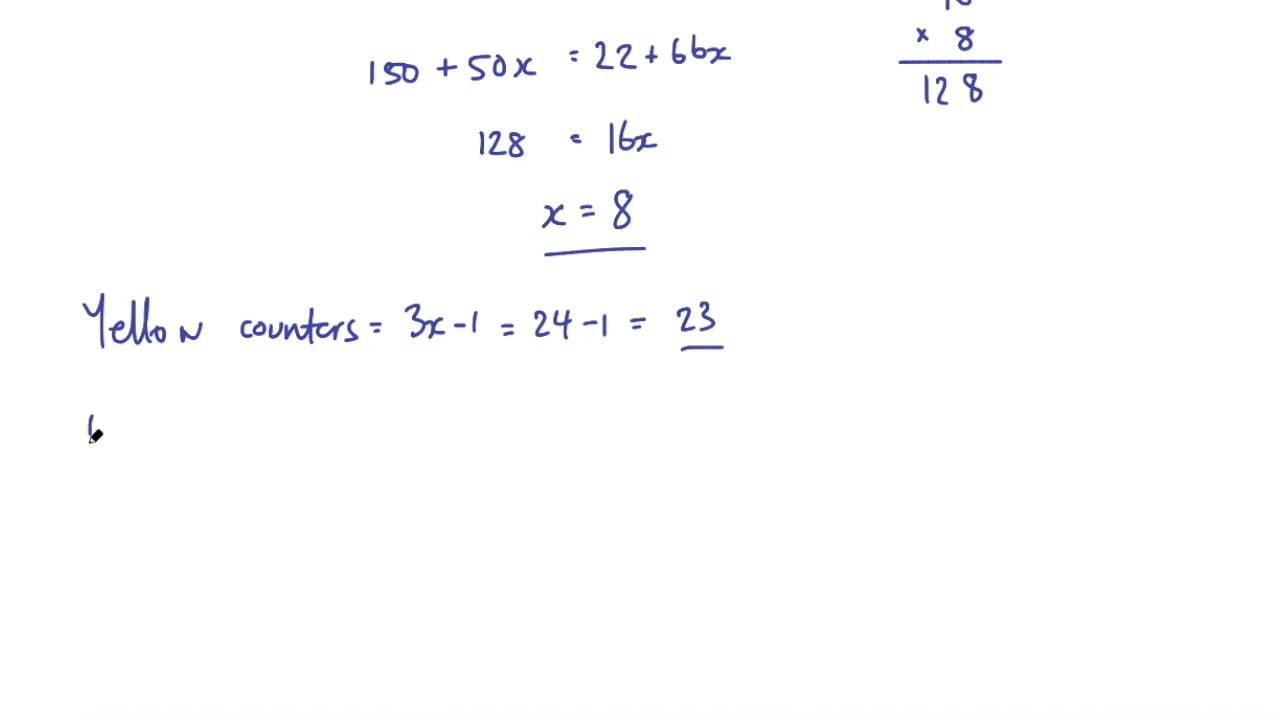 150 + 50x = 22 + 66x
x 8
128
128 = 16x
x = 8
Yellow counters = 3x - 1 = 24 - 1 = 23